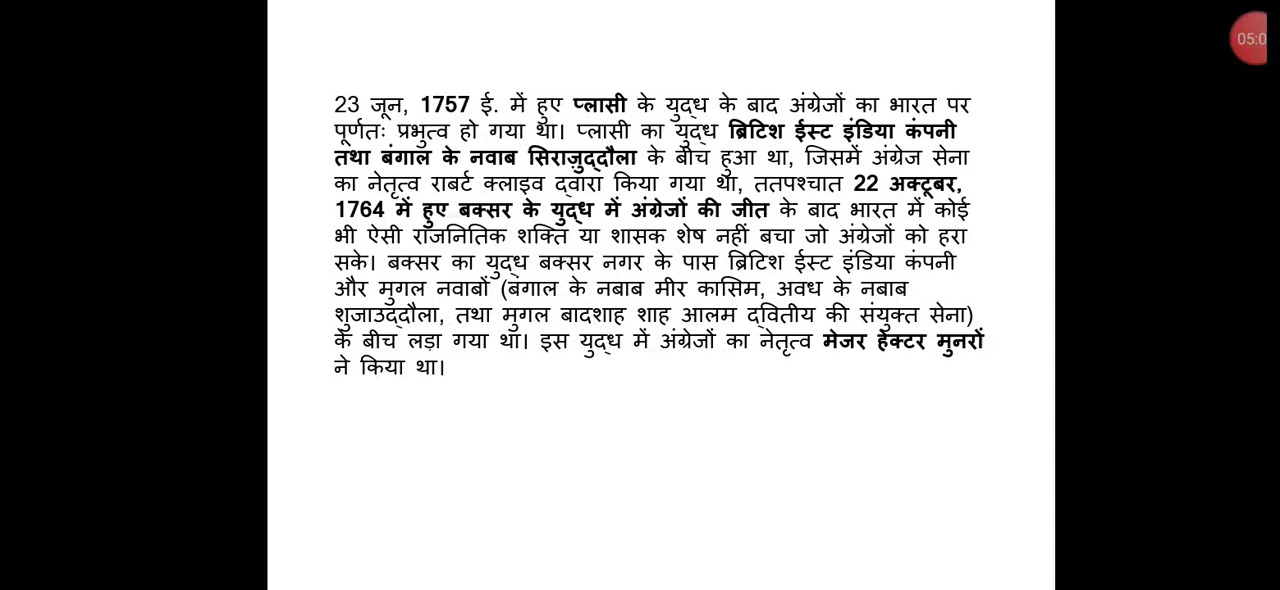 05:0
23 जून, 1757 ई. में हुए प्लासी के युद्ध के बाद अंग्रेजों का भारत पर
पूर्णतः प्रभुत्व हो गया था। प्लासी का युद्ध ब्रिटिश ईस्ट इंडिया कंपनी
तथा बंगाल के नवाब सिराज़ुद्दौला के बीच हुआ था, जिसमें अंग्रेज सेना
का नेतृत्व राबर्ट क्लाइव द्वारा किया गया था, ततपश्चात 22 अक्टूबर,
1764 में हुए बक्सर के युद्ध में अंग्रेजों की जीत के बाद भारत में कोई
भी ऐसी राजनितिक शक्ति या शासक शेष नहीं बचा जो अंग्रेजों को हरा
सके। बक्सर का युद्ध बक्सर नगर के पास ब्रिटिश ईस्ट इंडिया कंपनी
और मुगल नवाबों (बंगाल के नबाब मीर कासिम, अवध के नबाब
शुजाउद्दौला, तथा मुगल बादशाह शाह आलम द्वितीय की संयुक्त सेना)
के बीच लड़ा गया था। इस युद्ध में अंग्रेजों का नेतृत्व मेजर हेक्टर मुनरों
ने किया था।